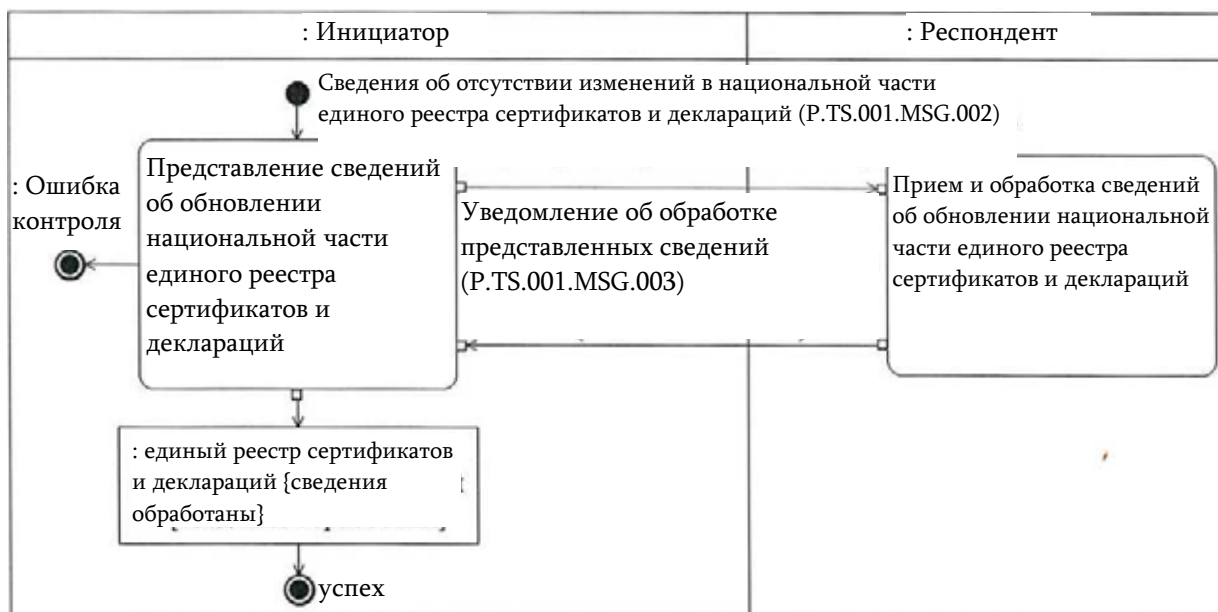 : Инициатор
: Респондент
Сведения об отсутствии изменений в национальной части
единого реестра сертификатов и деклараций (P.TS.001.MSG.002)
: Ошибка
контроля
Представление сведений
об обновлении
национальной части
единого реестра
сертификатов и
деклараций
Уведомление об обработке
представленных сведений
(P.TS.001.MSG.003)
Прием и обработка сведений
об обновлении национальной
части единого реестра
сертификатов и деклараций
: единый реестр сертификатов
и деклараций {сведения
обработаны}
успех